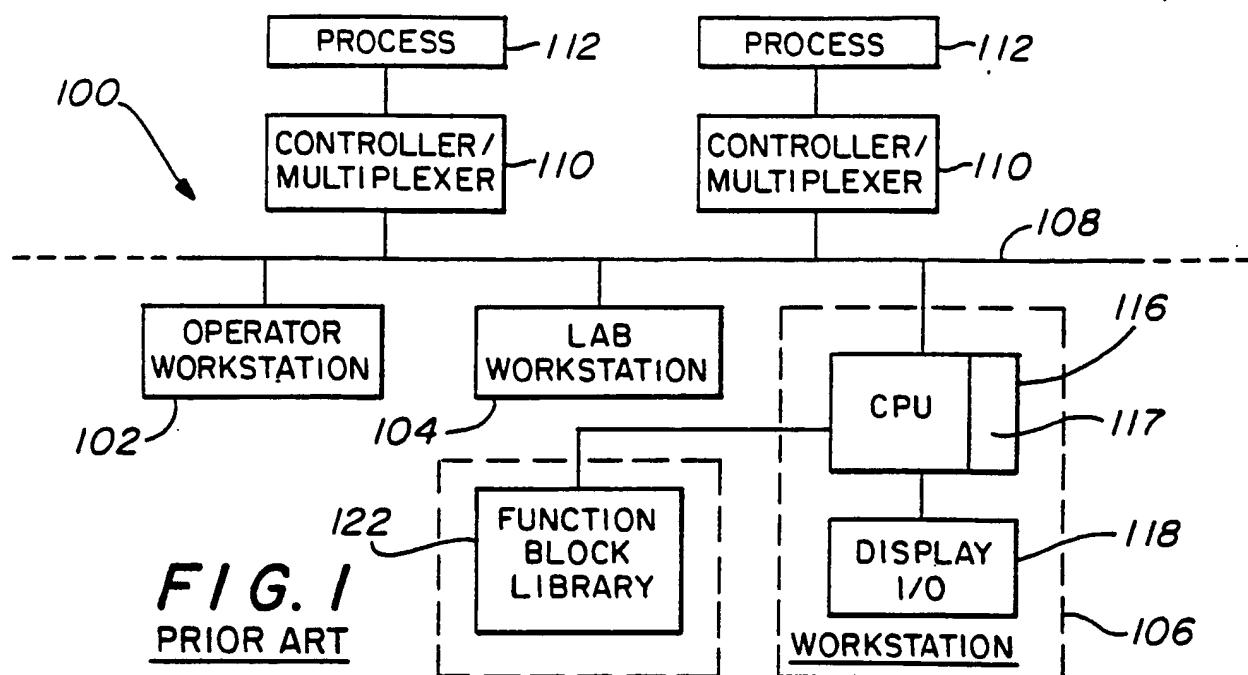 PROCESS
112
PROCESS
112
100
CONTROLLER/
MULTIPLEXER
110
CONTROLLER/
MULTIPLEXER
110
108
OPERATOR
WORKSTATION
102
LAB
WORKSTATION
104
116
CPU
117
122
FUNCTION
BLOCK
LIBRARY
DISPLAY
I/O
118
WORKSTATION
106
FIG. 1
PRIOR ART